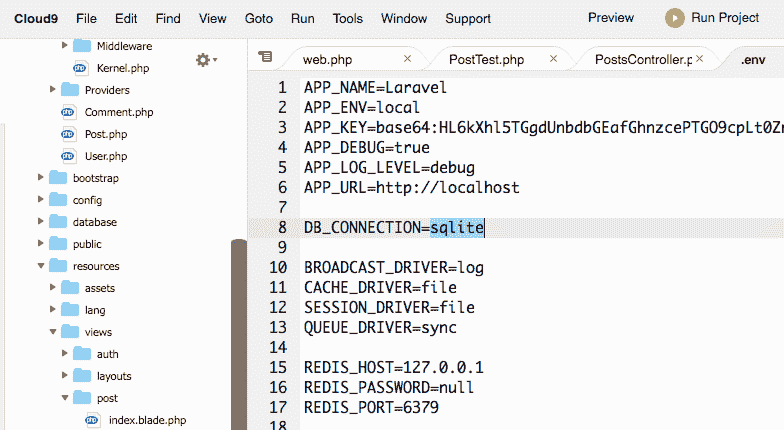 Cloud9 File Edit Find View Goto Run Tools Window Support Preview Run Project
Middleware
Kernel.php
Providers
Comment.php
Post.php
User.php
bootstrap
config
database
public
resources
assets
lang
views
auth
layouts
post
index.blade.php
web.php PostTest.php PostsController.p .env
1 APP_NAME=Laravel
2 APP_ENV=local
3
4 APP_DEBUG=true
5 APP_LOG_LEVEL=debug
6 APP_URL=http://localhost
7
8 DB_CONNECTION=sqlite
9
10 BROADCAST_DRIVER=log
11 CACHE_DRIVER=file
12 SESSION_DRIVER=file
13 QUEUE_DRIVER=sync
14
15 REDIS_HOST=127.0.0.1
16 REDIS_PASSWORD=null
17 REDIS_PORT=6379
18